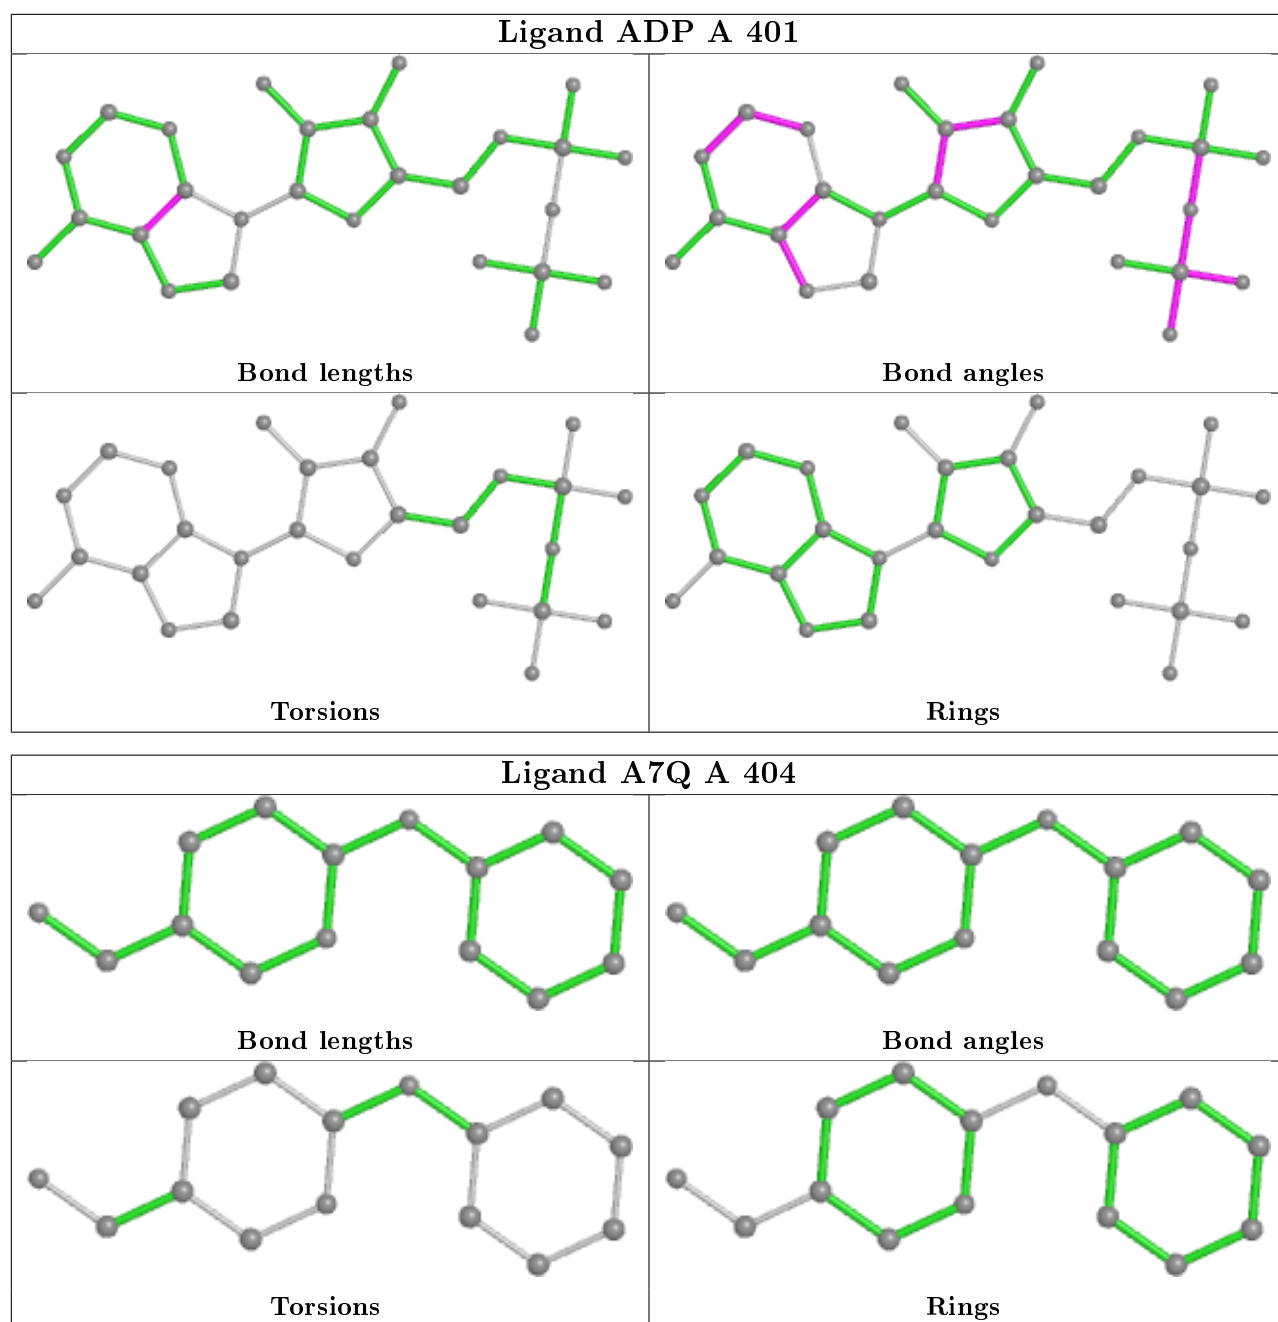 Ligand ADP A 401
Bond lengths
Bond angles
Torsions
Rings
Ligand A7Q A 404
Bond lengths
Bond angles
Torsions
Rings